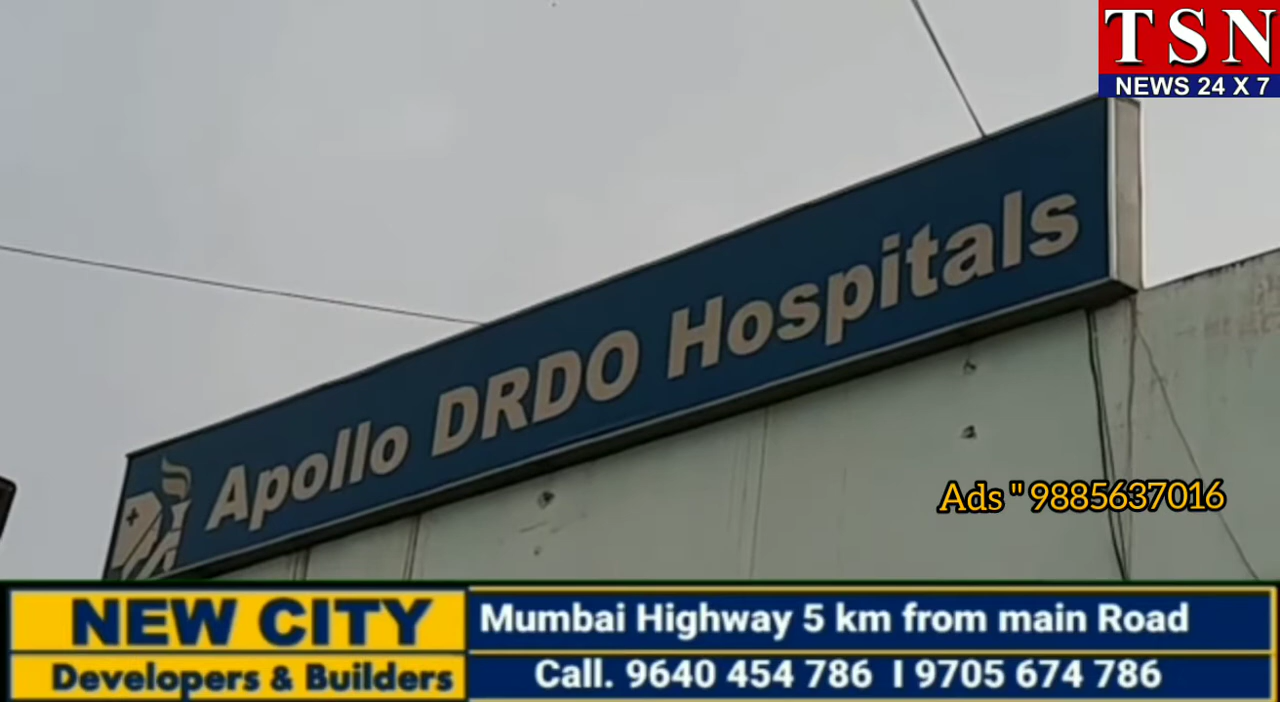 TSN
NEWS 24 X 7
Apollo DRDO Hospitals
Ads " 9885637016
NEW CITY
Developers & Builders
Mumbai Highway 5 km from main Road
Call. 9640 454 786 I 9705 674 786